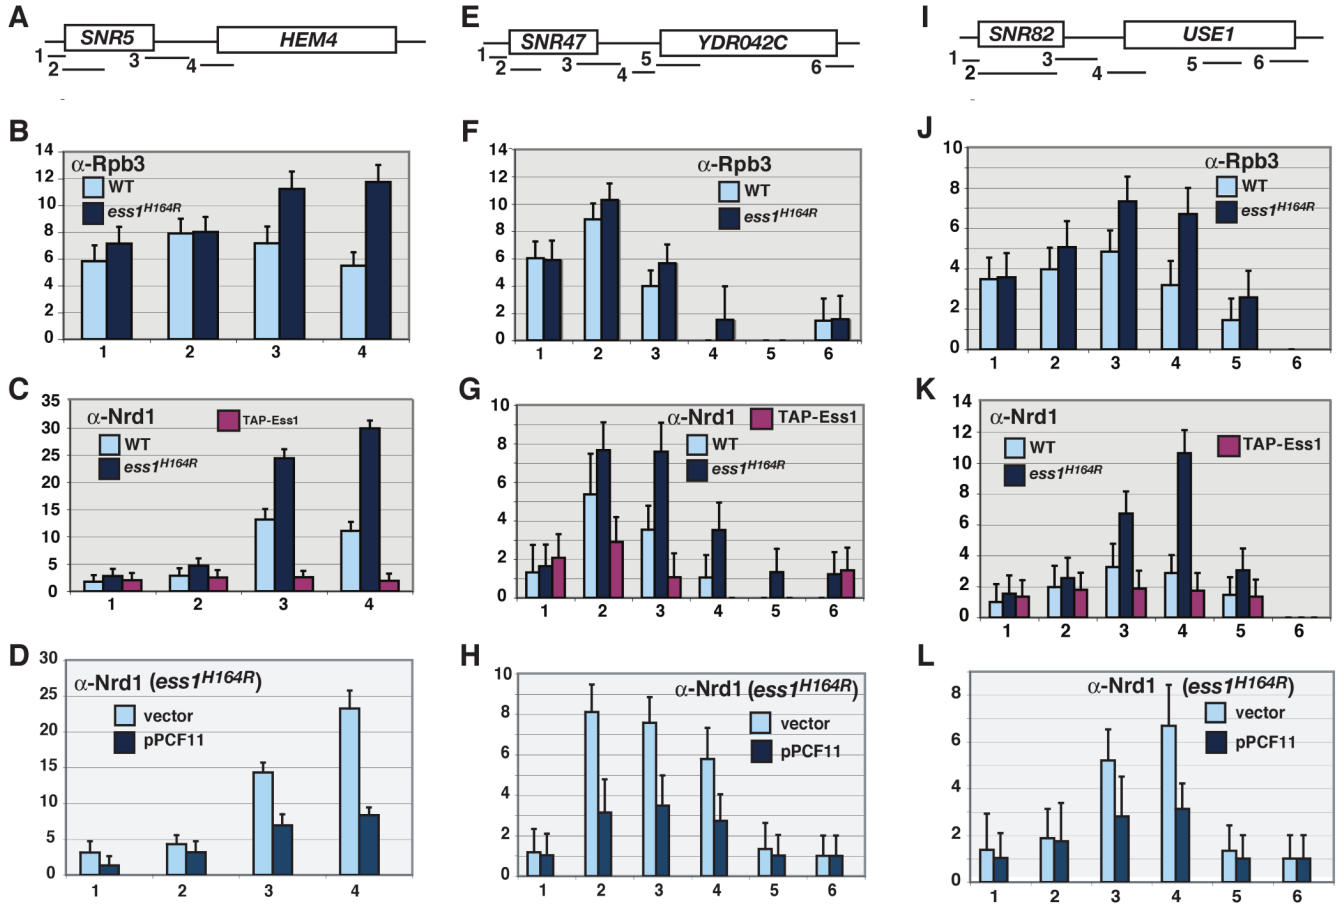 A
SNR5
HEM4
1
2
3
4
E
SNR47
YDR042C
1
2
3
4
5
6
I
SNR82
USE1
1
2
3
4
5
6
B
α-Rpb3
WT
ess1H164R
14
12
10
8
6
4
2
0
1 2 3 4
F
α-Rpb3
WT
ess1H164R
14
12
10
8
6
4
2
0
1 2 3 4 5 6
J
α-Rpb3
WT
ess1H164R
10
8
6
4
2
0
1 2 3 4 5 6
C
α-Nrd1
TAP-Ess1
WT
ess1H164R
35
30
25
20
15
10
5
0
1 2 3 4
G
α-Nrd1
TAP-Ess1
WT
ess1H164R
10
8
6
4
2
0
1 2 3 4 5 6
K
α-Nrd1
WT
TAP-Ess1
ess1H164R
14
12
10
8
6
4
2
0
1 2 3 4 5 6
D
α-Nrd1 (ess1H164R)
vector
pPCF11
30
25
20
15
10
5
0
1 2 3 4
H
α-Nrd1 (ess1H164R)
vector
pPCF11
10
8
6
4
2
0
1 2 3 4 5 6
L
α-Nrd1 (ess1H164R)
vector
pPCF11
8
6
4
2
0
1 2 3 4 5 6